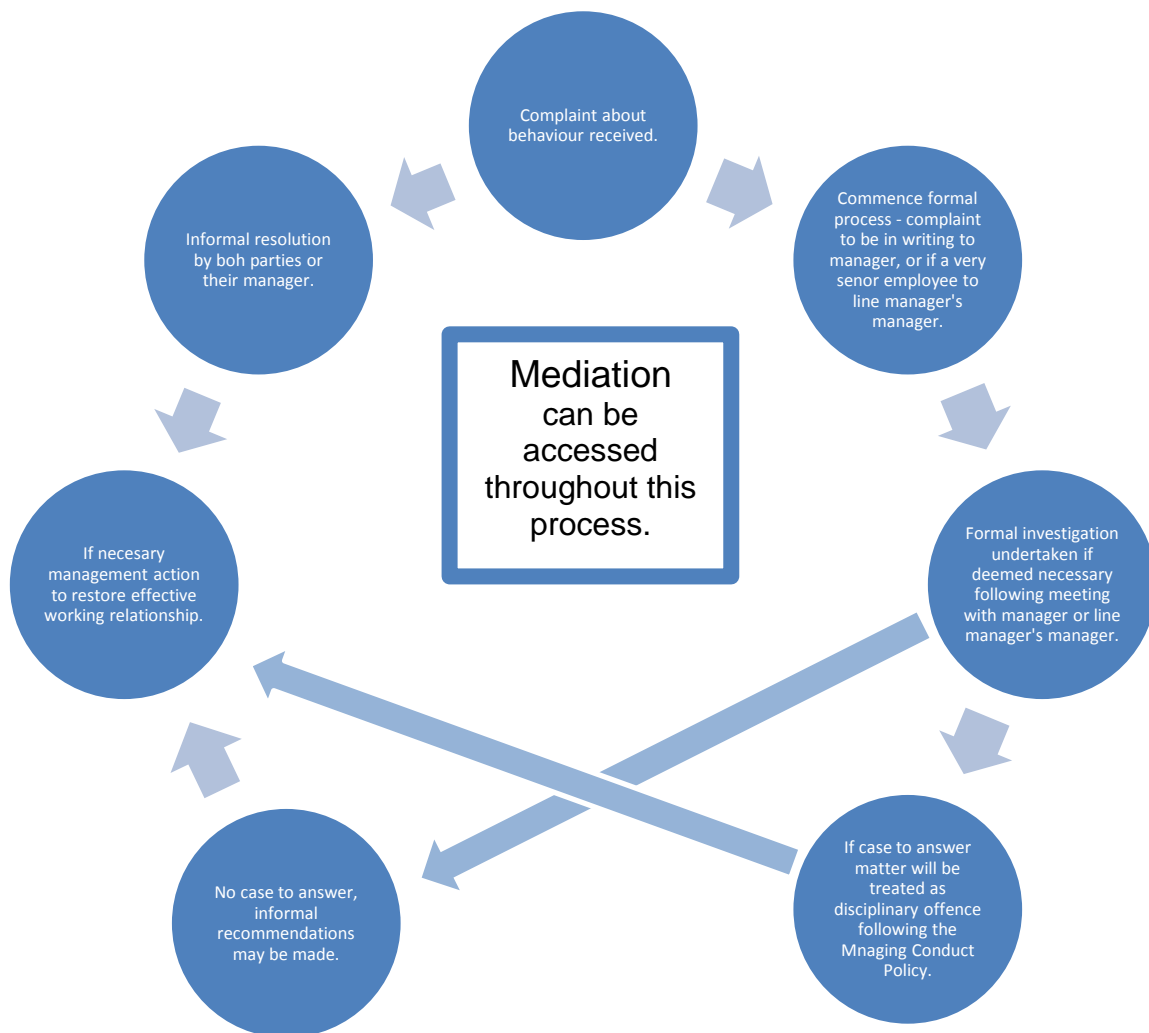 Complaint about
behaviour received.
Informal resolution
by boh parties or
their manager.
Commence formal
process - complaint
to be in writing to
manager, or if a very
senor employee to
line manager's
manager.
Mediation
can be
accessed
throughout this
process.
If necesary
management action
to restore effective
working relationship.
Formal investigation
undertaken if
deemed necessary
following meeting
with manager or line
manager's manager.
No case to answer,
informal
recommendations
may be made.
If case to answer
matter will be
treated as
disciplinary offence
following the
Mnaging Conduct
Policy.